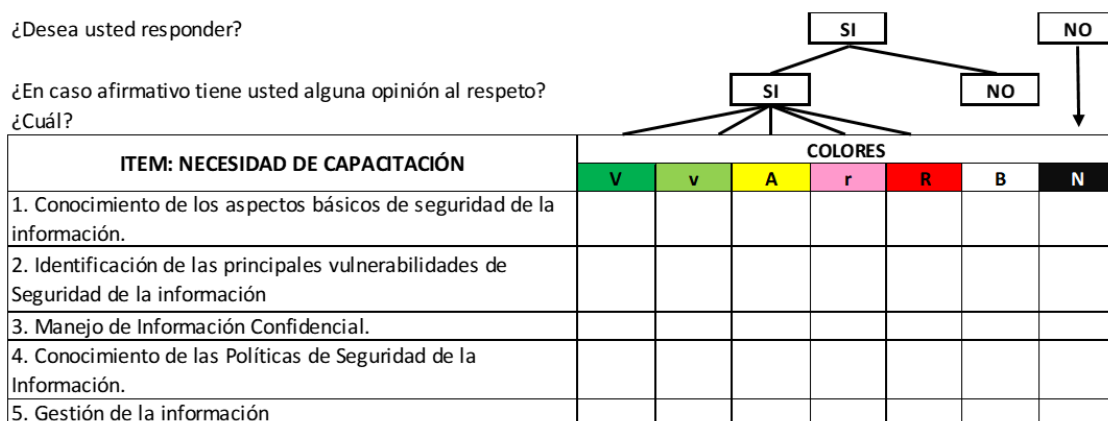 ¿Desea usted responder?
SI
NO
¿En caso afirmativo tiene usted alguna opinión al respeto?
SI
NO
¿Cuál?
ITEM: NECESIDAD DE CAPACITACIÓN
COLORES
V v A r R B N
1. Conocimiento de los aspectos básicos de seguridad de la
información.
2. Identificación de las principales vulnerabilidades de
Seguridad de la información
3. Manejo de Información Confidencial.
4. Conocimiento de las Políticas de Seguridad de la
Información.
5. Gestión de la información